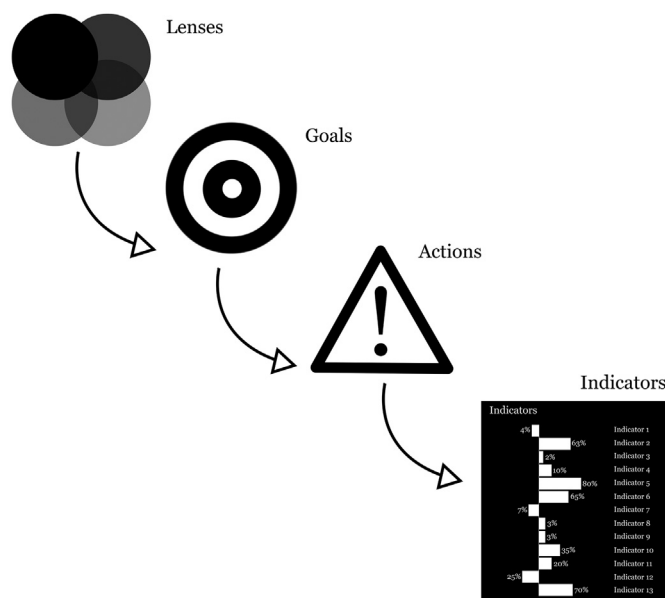 Lenses
Goals
Actions
Indicators
Indicators
4% Indicator 1
63% Indicator 2
2% Indicator 3
10% Indicator 4
80% Indicator 5
65% Indicator 6
7% Indicator 7
3% Indicator 8
3% Indicator 9
35% Indicator 10
20% Indicator 11
25% Indicator 12
70% Indicator 13